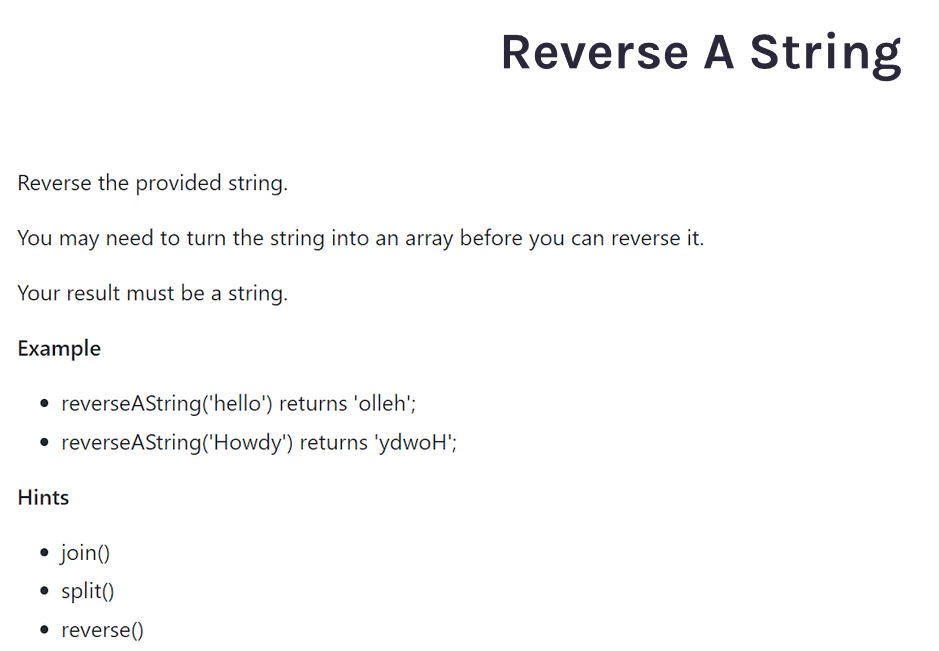 Reverse A String
Reverse the provided string.
You may need to turn the string into an array before you can reverse it.
Your result must be a string.
Example
• reverseAString('hello') returns 'olleh';
• reverseAString('Howdy') returns 'ydwoH';
Hints
• join()
• split()
• reverse()